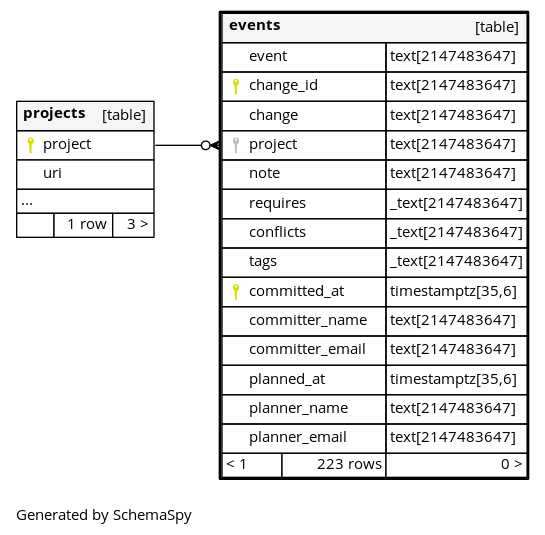 projects [table]
project
uri
...
1 row 3 >
events [table]
event text[2147483647]
change_id text[2147483647]
change text[2147483647]
project text[2147483647]
note text[2147483647]
requires _text[2147483647]
conflicts _text[2147483647]
tags _text[2147483647]
committed_at timestamptz[35,6]
committer_name text[2147483647]
committer_email text[2147483647]
planned_at timestamptz[35,6]
planner_name text[2147483647]
planner_email text[2147483647]
< 1 223 rows 0 >
Generated by SchemaSpy